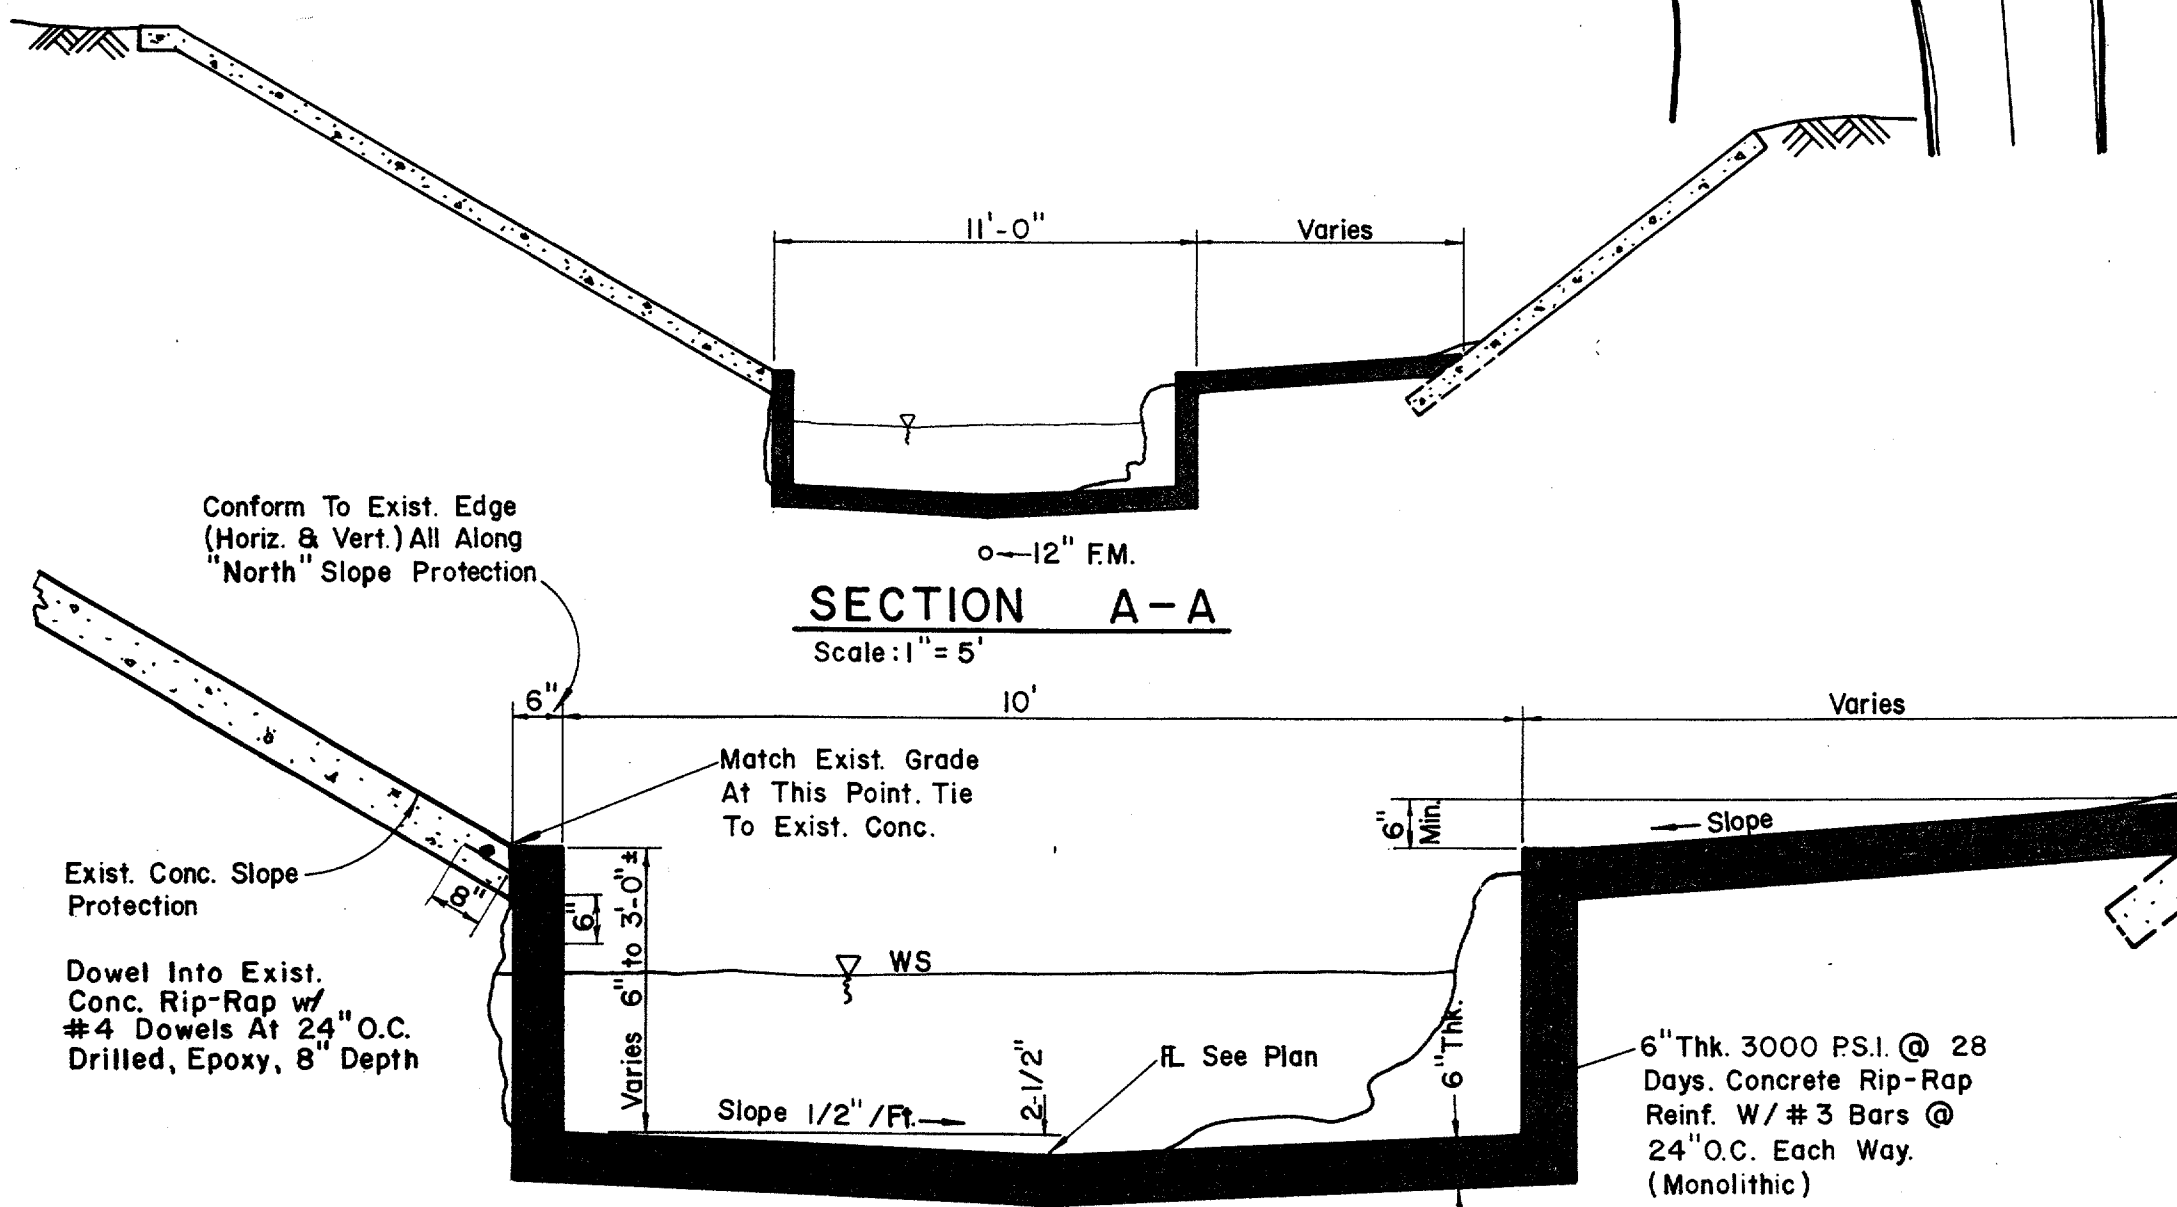 11'-0"
Varies
12" F.M.
SECTION A-A
Scale: 1" = 5'
Conform To Exist. Edge
(Horiz. & Vert.) All Along
"North" Slope Protection
6"
10'
Varies
Match Exist. Grade
At This Point. Tie
To Exist. Conc.
6"
Min.
Slope
Exist. Conc. Slope
Protection
8"
6"
Varies 6" to 3'-0" ±
WS
Dowel Into Exist.
Conc. Rip-Rap w/
#4 Dowels At 24" O.C.
Drilled, Epoxy, 8" Depth
Slope 1/2" /Ft.
2-1/2"
FL See Plan
6" Thk.
6" Thk. 3000 P.S.I. @ 28
Days. Concrete Rip-Rap
Reinf. W/ #3 Bars @
24" O.C. Each Way.
(Monolithic)